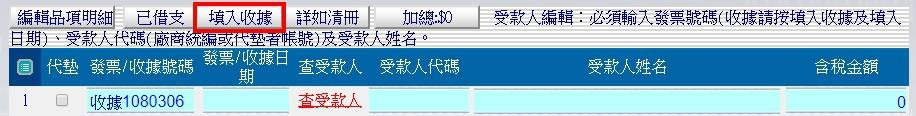 編輯品項明細 已借支 填入收據 詳如清冊 加總:$0 受款人編輯：必須輸入發票號碼(收據請按填入收據及填入
日期)、受款人代碼(廠商統編或代墊者帳號)及受款人姓名。
代墊 發票/收據號碼 發票/收據日期 查受款人 受款人代碼 受款人姓名 含稅金額
1 收據1080306 查受款人 0